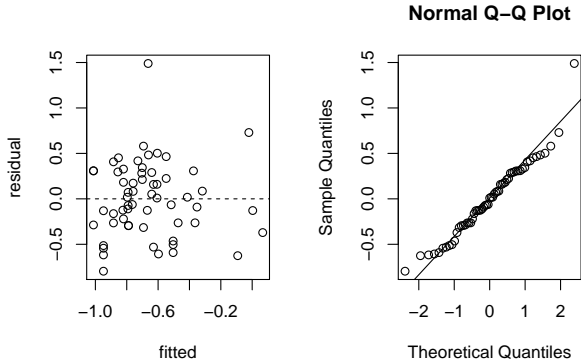 Normal Q−Q Plot
residual
1.5
1.0
0.5
0.0
−0.5
−1.0 −0.6 −0.2
fitted
Sample Quantiles
1.5
1.0
0.5
0.0
−0.5
−2 −1 0 1 2
Theoretical Quantiles